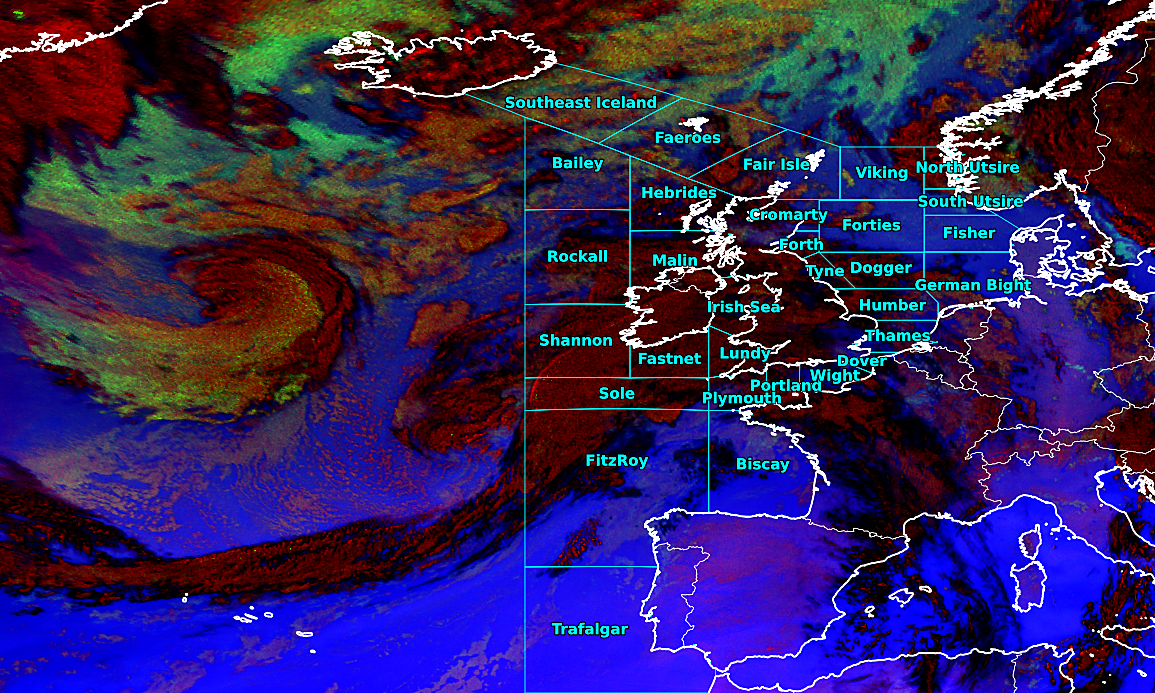 Southeast Iceland
Faeroes
Bailey
Fair Isle
Viking
North Utsire
Hebrides
South Utsire
Cromarty
Forties
Fisher
Forth
Rockall
Malin
Tyne
Dogger
German Bight
Irish Sea
Humber
Shannon
Thames
Fastnet
Lundy
Dover
Wight
Portland
Sole
Plymouth
FitzRoy
Biscay
Trafalgar